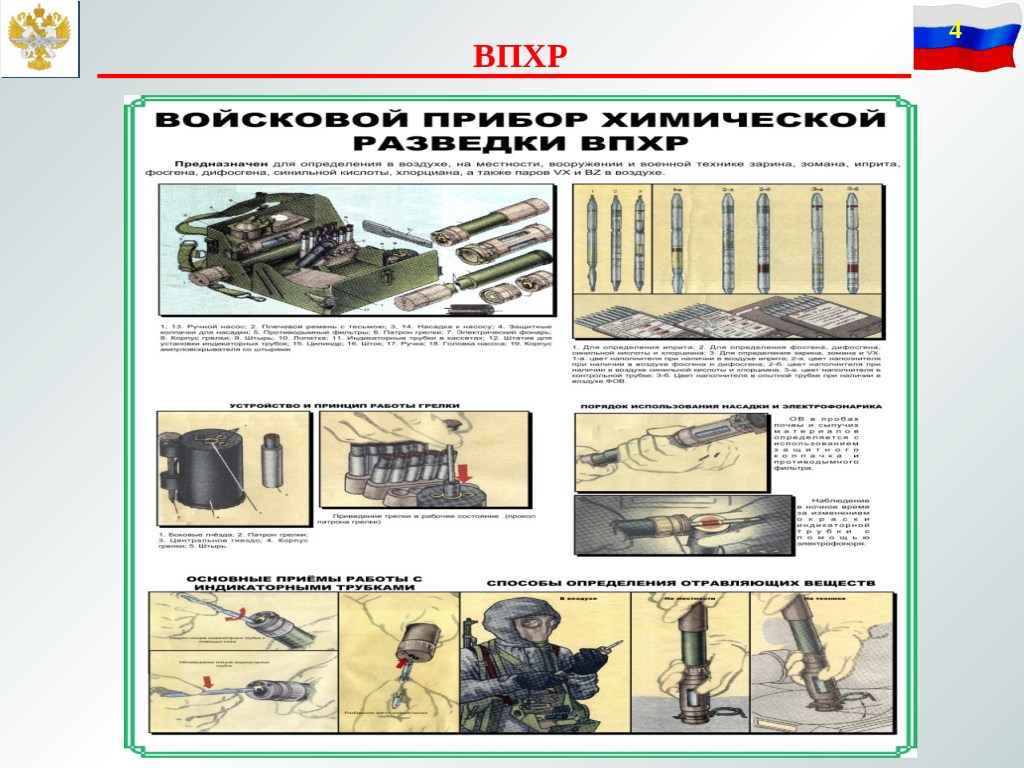 4
ВПХР
ВОЙСКОВОЙ ПРИБОР ХИМИЧЕСКОЙ
РАЗВЕДКИ ВПХР
Предназначен для определения в воздухе, на местности, вооружении и военной технике зарина, зомана, иприта,
фосгена, дифосгена, синильной кислоты, хлорциана, а также паров VX и BZ в воздухе.
1 2 3 1-а 2-а 2-б 3-а 3-б
1, 13. Ручной насос; 2. Плечевой ремень с тесьмою; 3, 14. Насадка к насосу; 4. Защитные
колпачки для насадки; 5. Противодымные фильтры; 6. Патрон грелки; 7. Электрический фонарь;
8. Корпус грелки; 9. Штырь; 10. Лопатка; 11. Индикаторные трубки в кассетах; 12. Штатив для
установки индикаторных трубок; 15. Цилиндр; 16. Шток; 17. Ручка; 18. Головка насоса; 19. Корпус
ампуловскрывателя со штырями
1. Для определения иприта; 2. Для определения фосгена, дифосгена,
синильной кислоты и хлорциана; 3. Для определения зарина, зомана и VX.
1-а. цвет наполнителя при наличии в воздухе иприта; 2-а. цвет наполнителя
при наличии в воздухе фосгена и дифосгена; 2-б. цвет наполнителя при
наличии в воздухе синильной кислоты и хлорциана; 3-а. цвет наполнителя в
контрольной трубке; 3-б. Цвет наполнителя в опытной трубке при наличии в
воздухе ФОВ.
УСТРОЙСТВО И ПРИНЦИП РАБОТЫ ГРЕЛКИ
ПОРЯДОК ИСПОЛЬЗОВАНИЯ НАСАДКИ И ЭЛЕКТРОФОНАРИКА
ОВ в пробах
почвы и сыпучих
материалов
определяется с
использованием
защитного
колпачка и
противодымного
фильтра.
Приведение грелки в рабочее состояние (прокол
патрона грелки)
1. Боковые гнёзда; 2. Патрон грелки;
3. Центральное гнездо; 4. Корпус
грелки; 5. Штырь.
Наблюдение
в ночное время
за изменением
окраски
индикаторной
трубки с
помощью
электрофоноря.
ОСНОВНЫЕ ПРИЁМЫ РАБОТЫ С
ИНДИКАТОРНЫМИ ТРУБКАМИ
СПОСОБЫ ОПРЕДЕЛЕНИЯ ОТРАВЛЯЮЩИХ ВЕЩЕСТВ
В воздухе
На местности
На технике
Обламывание концов индикаторных
трубок